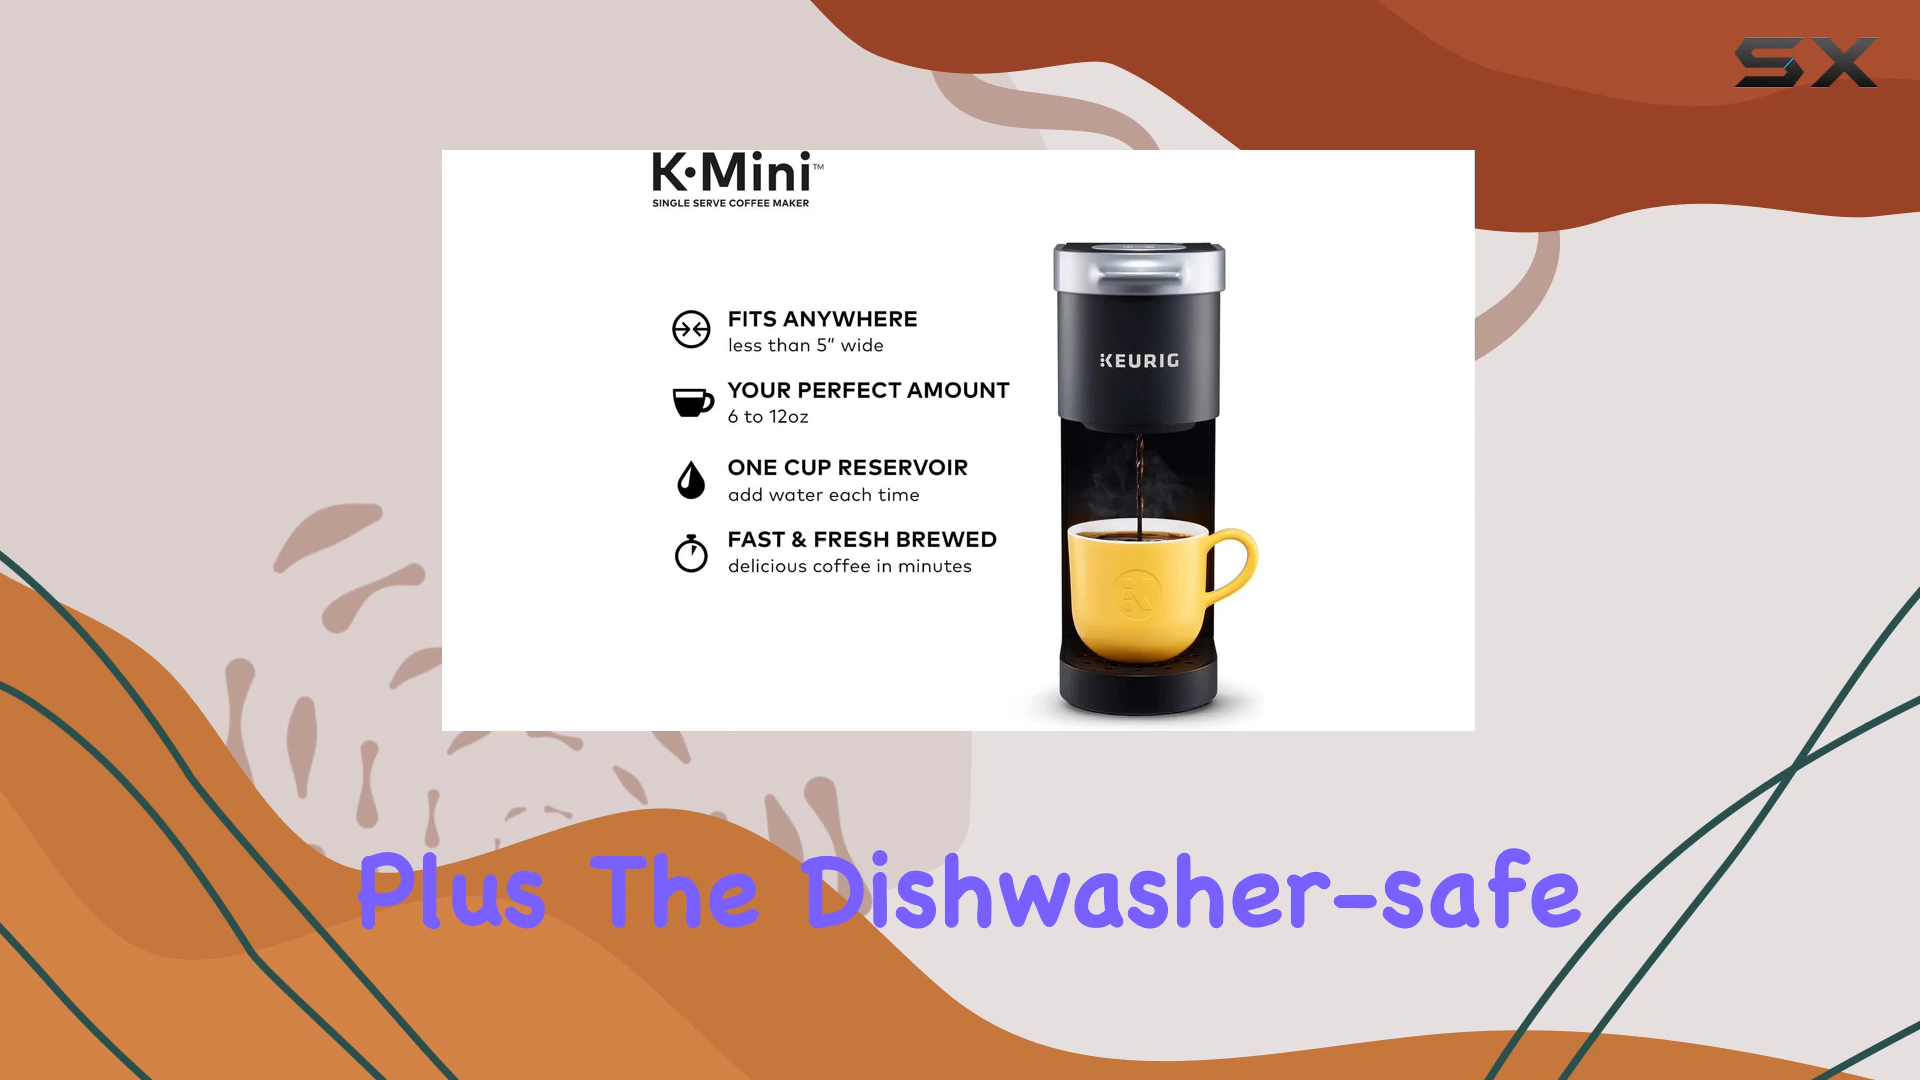 SX
K·Mini™
SINGLE SERVE COFFEE MAKER
FITS ANYWHERE
less than 5" wide
YOUR PERFECT AMOUNT
6 to 12oz
ONE CUP RESERVOIR
add water each time
FAST & FRESH BREWED
delicious coffee in minutes
KEURIG
K
Plus The Dishwasher-safe